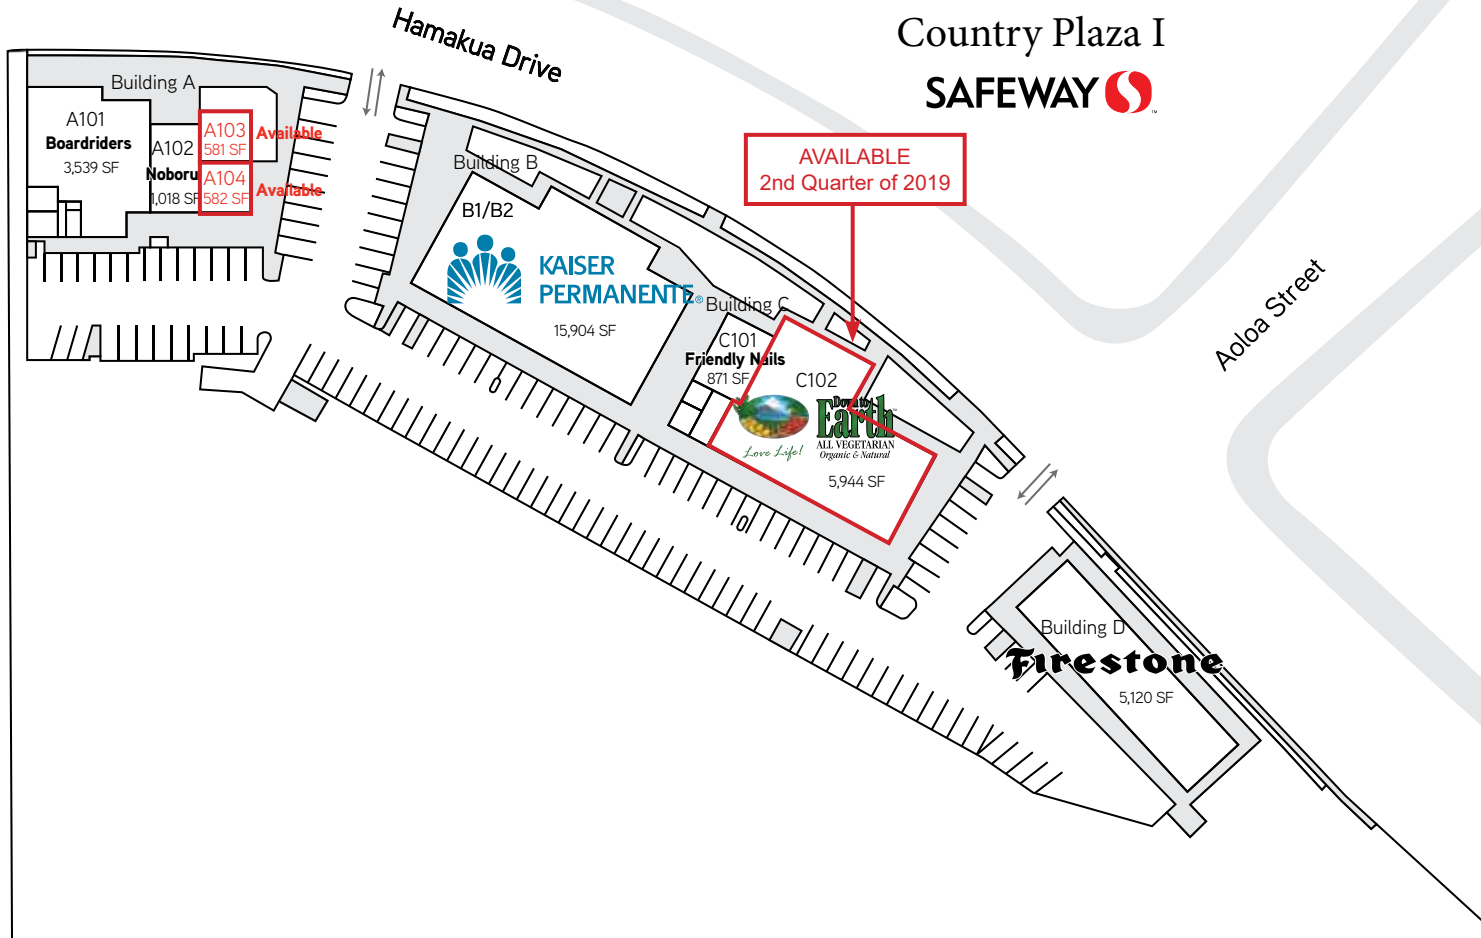 Country Plaza I
SAFEWAY
Hamakua Drive
Aoloa Street
Building A
A101
Boardriders
3,539 SF
A102
Noboru
1,018 SF
A103
581 SF
Available
A104
582 SF
Available
Building B
B1/B2
KAISER
PERMANENTE®
15,904 SF
AVAILABLE
2nd Quarter of 2019
Building C
C101
Friendly Nails
871 SF
C102
Down to
Earth
ALL VEGETARIAN
Organic & Natural
Love Life!
5,944 SF
Building D
Firestone
5,120 SF